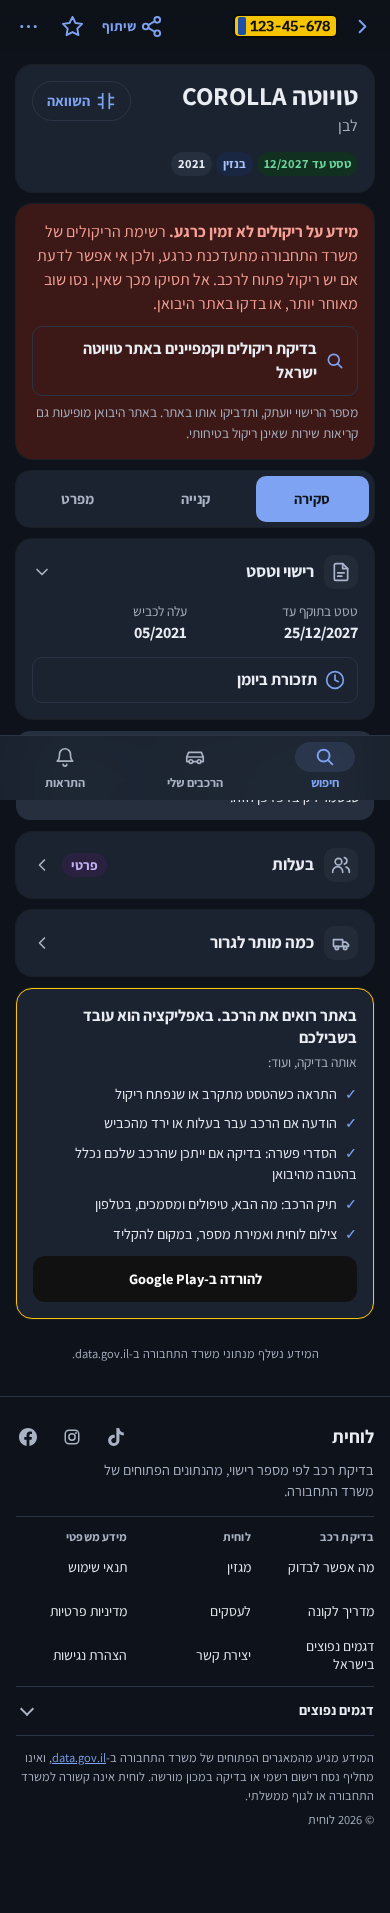 123-45-678
שיתוף
טויוטה COROLLA
השוואה
לבן
טסט עד 12/2027
בנזין
2021
מידע על ריקולים לא זמין כרגע. רשימת הריקולים של
משרד התחבורה מתעדכנת כרגע, ולכן אי אפשר לדעת
אם יש ריקול פתוח לרכב. אל תסיקו מכך שאין. נסו שוב
מאוחר יותר, או בדקו באתר היבואן.
בדיקת ריקולים וקמפיינים באתר טויוטה
ישראל
מספר הרישוי יועתק, ותדביקו אותו באתר. באתר היבואן מופיעות גם
קריאות שירות שאינן ריקול בטיחותי.
סקירה
קנייה
מפרט
רישוי וטסט
טסט בתוקף עד
עלה לכביש
25/12/2027
05/2021
תזכורת ביומן
חיפוש
הרכבים שלי
התראות
בעלות
פרטי
כמה מותר לגרור
באתר רואים את הרכב. באפליקציה הוא עובד
בשבילכם
אותה בדיקה, ועוד:
✓ התראה כשהטסט מתקרב או שנפתח ריקול
✓ הודעה אם הרכב עבר בעלות או ירד מהכביש
✓ הסדרי פשרה: בדיקה אם ייתכן שהרכב שלכם נכלל
בהטבה מהיבואן
✓ תיק הרכב: מה הבא, טיפולים ומסמכים, בטלפון
✓ צילום לוחית ואמירת מספר, במקום להקליד
להורדה ב-Google Play
המידע נשלף מנתוני משרד התחבורה ב-data.gov.il.
לוחית
בדיקת רכב לפי מספר רישוי, מהנתונים הפתוחים של
משרד התחבורה.
בדיקת רכב
לוחית
מידע משפטי
מה אפשר לבדוק
מגזין
תנאי שימוש
מדריך לקונה
לעסקים
מדיניות פרטיות
דגמים נפוצים
בישראל
יצירת קשר
הצהרת נגישות
דגמים נפוצים
המידע מגיע מהמאגרים הפתוחים של משרד התחבורה ב-data.gov.il, ואינו
מחליף נסח רישום רשמי או בדיקה במכון מורשה. לוחית אינה קשורה למשרד
התחבורה או לגוף ממשלתי.
© 2026 לוחית